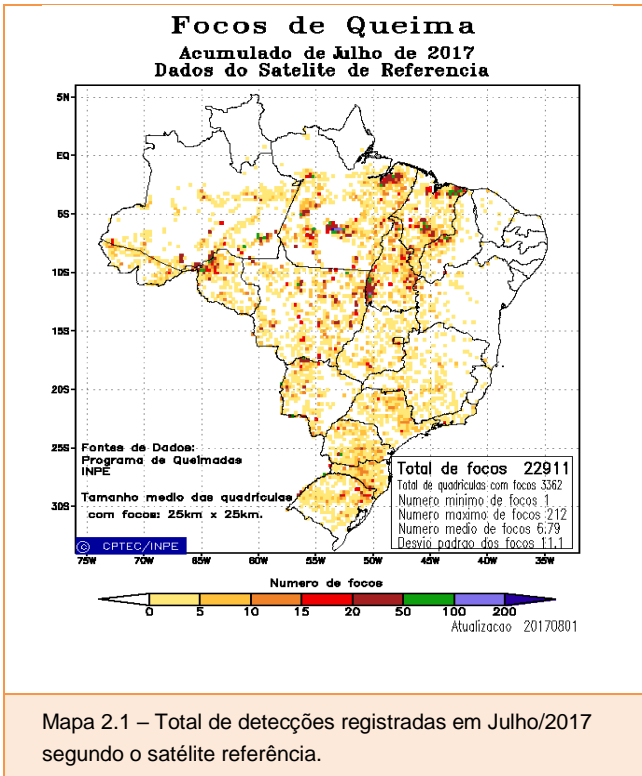 Focos de Queima
Acumulado de Julho de 2017
Dados do Satelite de Referencia
5N
EQ
5S
10S
15S
20S
25S
30S
Fontes de Dados:
Programa de Queimadas
INPE
Tamanho medio das quadrículas
com focos: 25km x 25km.
© CPTEC/INPE
Total de focos 22911
Total de quadrículas com focos 3362
Numero minimo de focos 1
Numero maximo de focos 212
Numero medio de focos 6.79
Desvio padrao dos focos 11.1
75W 70W 65W 60W 55W 50W 45W 40W 35W
Numero de focos
0 5 10 15 20 50 100 200
Atualizacao 20170801
Mapa 2.1 – Total de detecções registradas em Julho/2017
segundo o satélite referência.